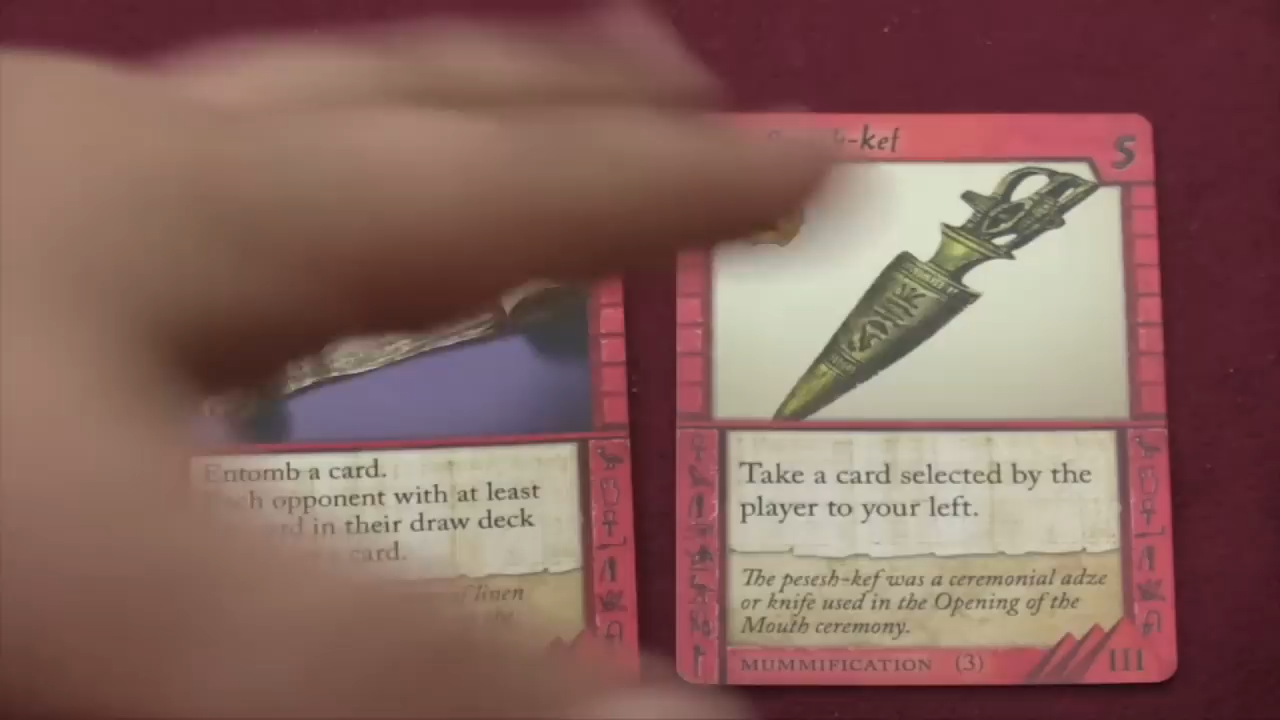 Entomb a card.
opponent with at least
in their draw deck
card.
linen
-kef
5
Take a card selected by the
player to your left.
The pesesh-kef was a ceremonial adze
or knife used in the Opening of the
Mouth ceremony.
MUMMIFICATION (3)
III